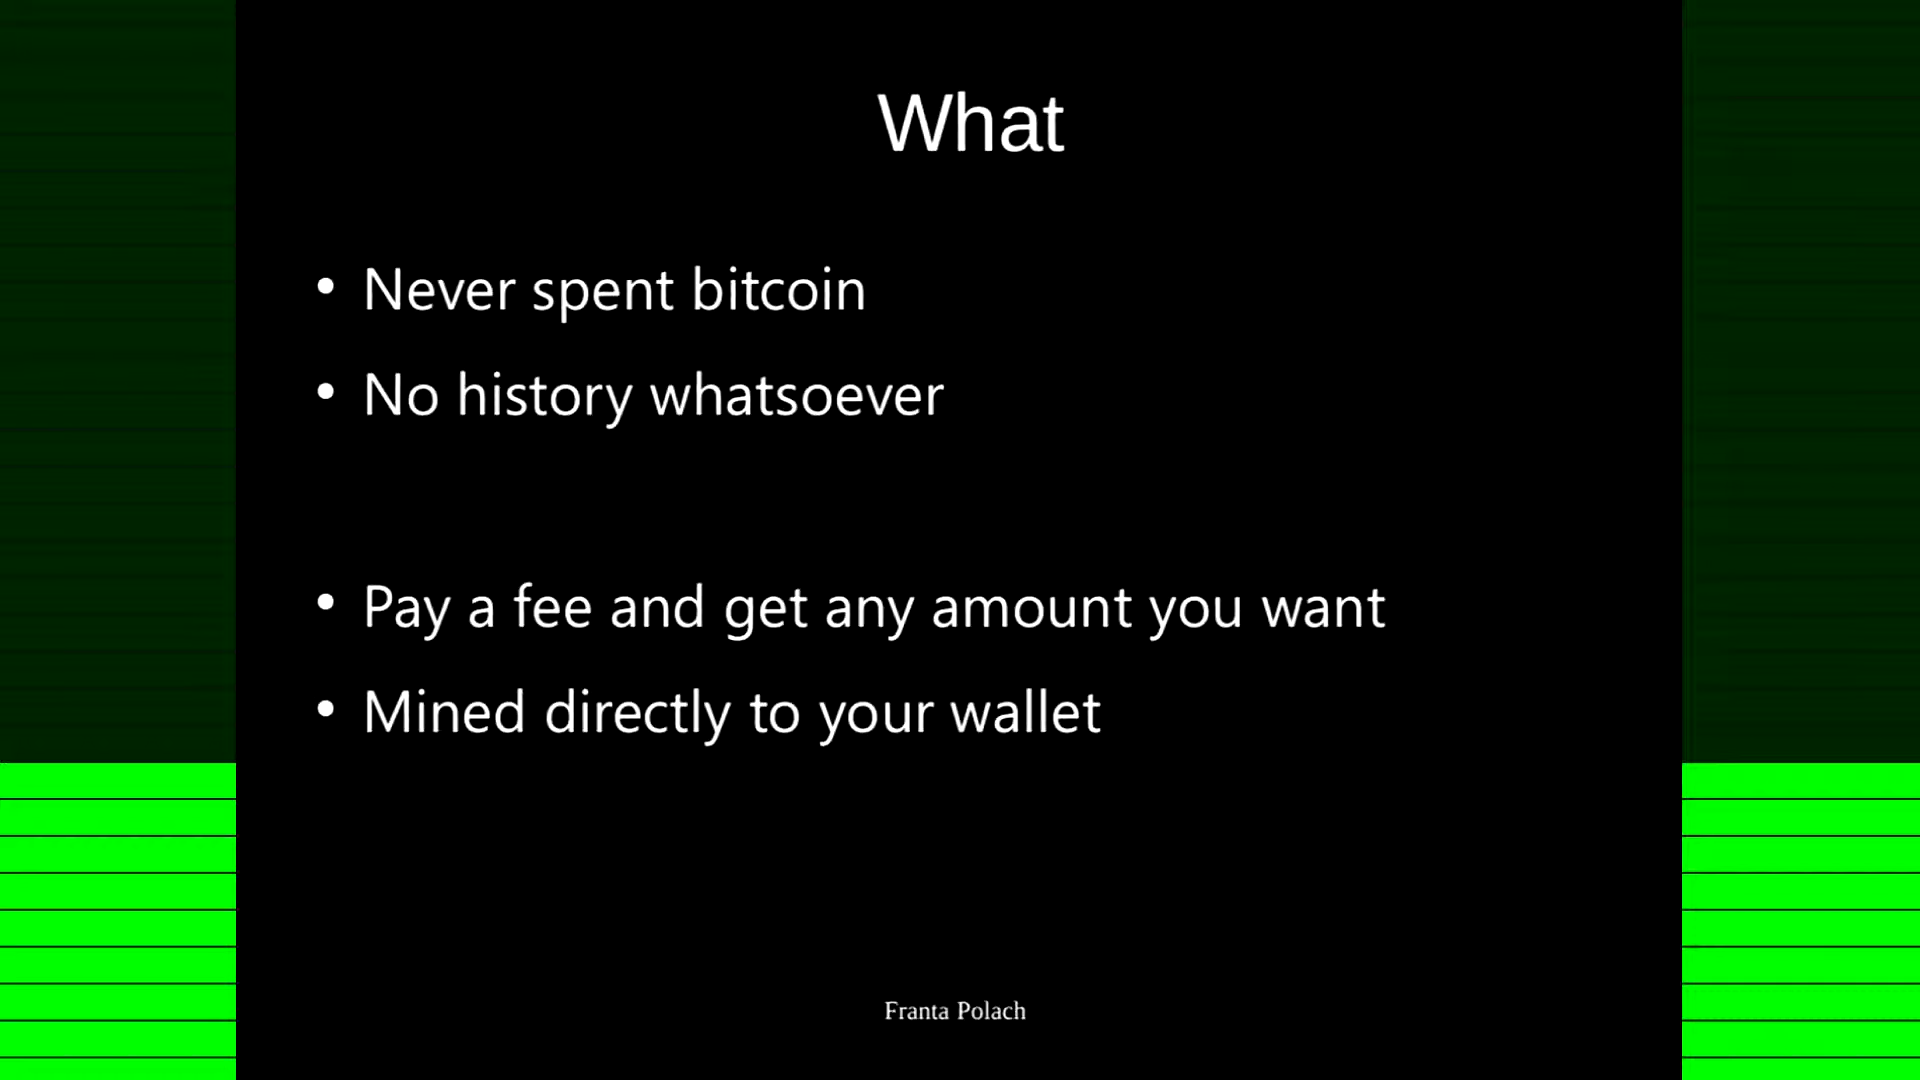 What
• Never spent bitcoin
• No history whatsoever
• Pay a fee and get any amount you want
• Mined directly to your wallet
Franta Polach